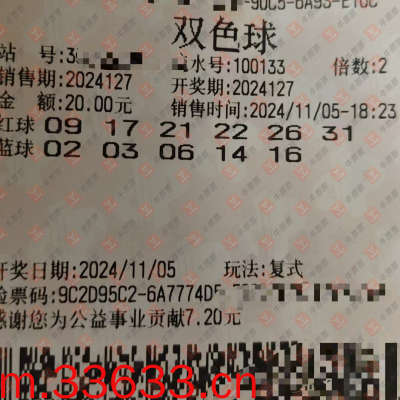 -90C5-6A93-E1GC
双色球
站 号:3
水号:100133 倍数:2
销售期:2024127 开奖期:2024127
金 额:20.00元 销售时间:2024/11/05-18:23
红球 09 17 21 22 26 31
蓝球 02 03 06 14 16
开奖日期:2024/11/05 玩法:复式
验票码:9C2D95C2-6A7774D5
感谢您为公益事业贡献7.20元
m.33633.cn